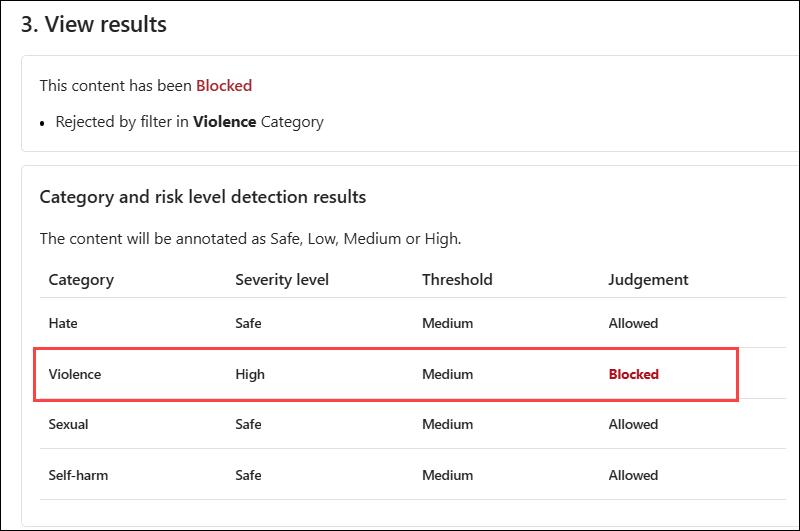 3. View results
This content has been Blocked
• Rejected by filter in Violence Category
Category and risk level detection results
The content will be annotated as Safe, Low, Medium or High.
Category Severity level Threshold Judgement
Hate Safe Medium Allowed
Violence High Medium Blocked
Sexual Safe Medium Allowed
Self-harm Safe Medium Allowed